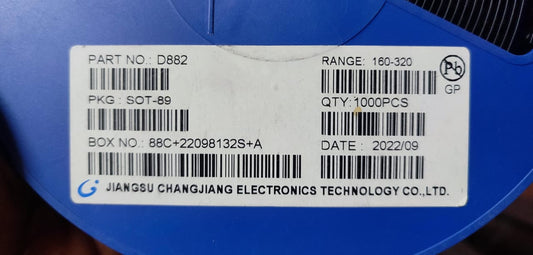 PART NO.: D882
RANGE: 160-320
Pb
GP
PKG : SOT-89
QTY:1000PCS
BOX NO.: 88C+22098132S+A
DATE : 2022/09
JIANGSU CHANGJIANG ELECTRONICS TECHNOLOGY CO.,LTD.